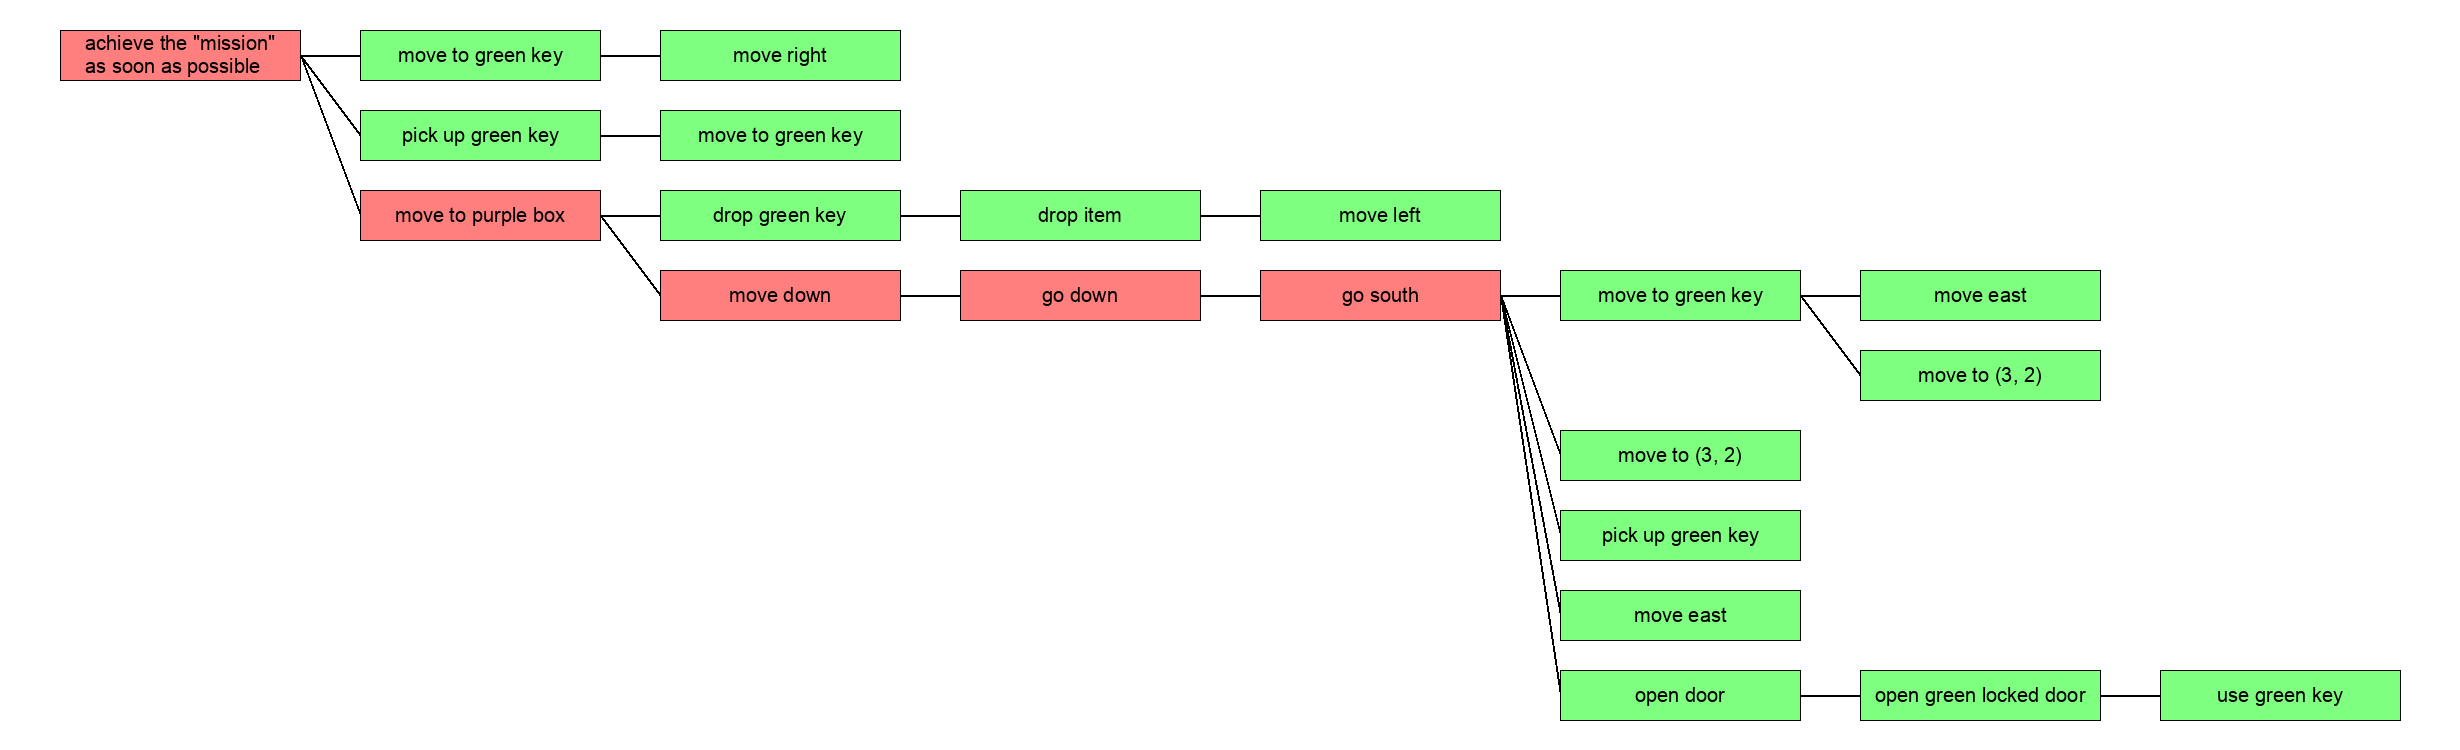 achieve the "mission"
as soon as possible
move to green key
move right
pick up green key
move to green key
move to purple box
drop green key
drop item
move left
move down
go down
go south
move to green key
move east
move to (3, 2)
move to (3, 2)
pick up green key
move east
open door
open green locked door
use green key